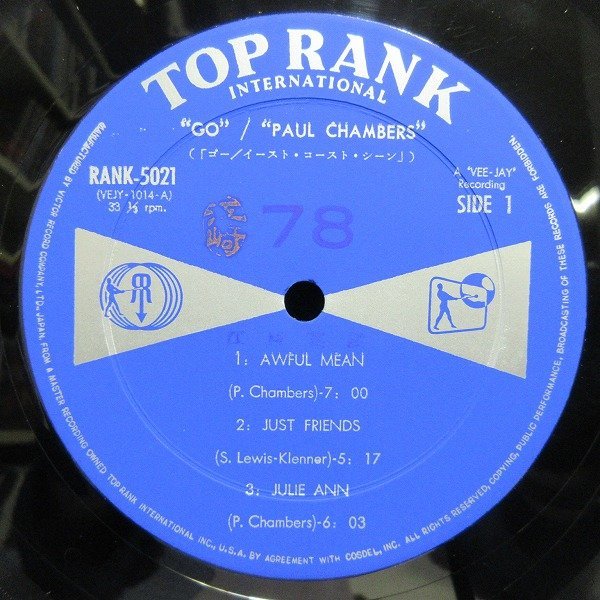 TOP RANK
INTERNATIONAL
"GO" / "PAUL CHAMBERS"
(「ゴー/イースト・コースト・シーン」)
RANK-5021
(VEJY-1014-A)
33 ⅓ rpm.
A "VEE-JAY"
Recording
SIDE 1
78
1: AWFUL MEAN
(P. Chambers)-7: 00
2: JUST FRIENDS
(S. Lewis-Klenner)-5: 17
3: JULIE ANN
(P. Chambers)-6: 03
MANUFACTURED BY VICTOR RECORD COMPANY, LTD., JAPAN, FROM A MASTER RECORDING OWNED TOP RANK INTERNATIONAL INC., U.S.A. BY AGREEMENT WITH COSDEL, INC. ALL RIGHTS RESERVED, COPYING, PUBLIC PERFORMANCE, BROADCASTING OF THESE RECORDS ARE FORBIDDEN.